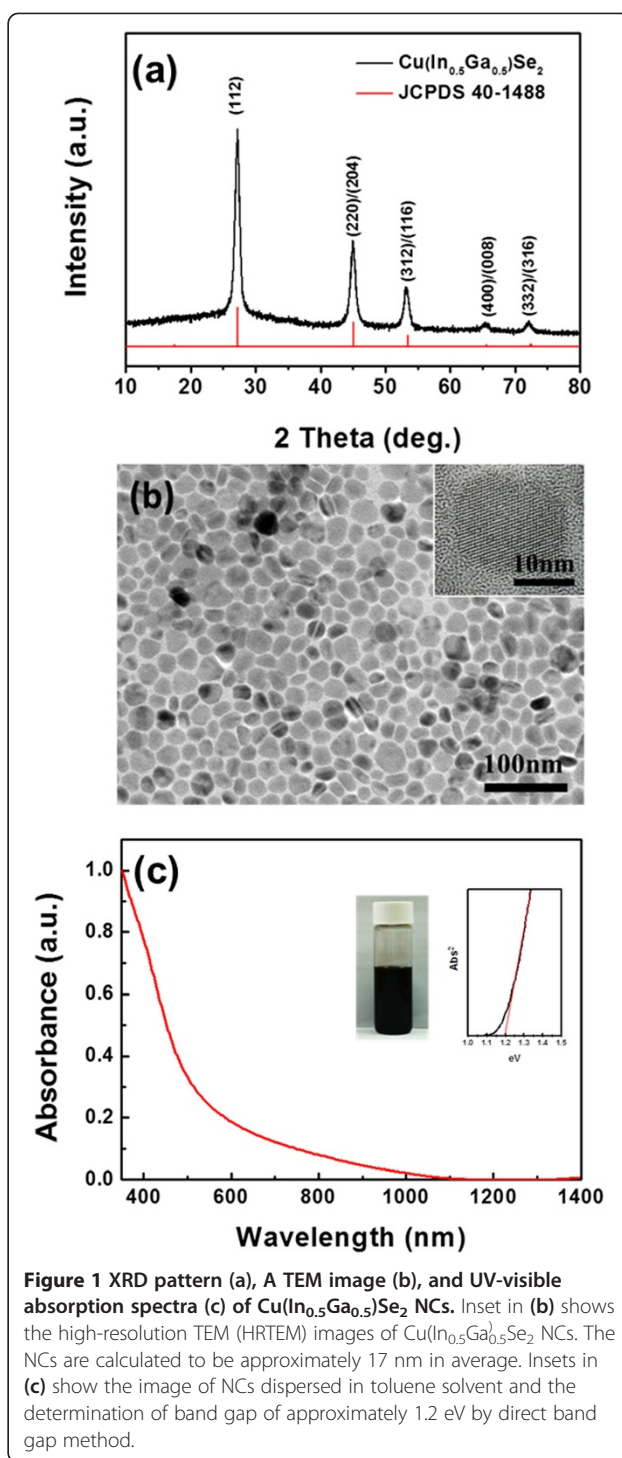 (a)
Cu(In₀.₅Ga₀.₅)Se₂
JCPDS 40-1488
(112)
(220)/(204)
(312)/(116)
(400)/(008)
(332)/(316)
Intensity (a.u.)
10 20 30 40 50 60 70 80
2 Theta (deg.)
(b)
10nm
100nm
(c)
1.0
0.8
0.6
0.4
0.2
0.0
Absorbance (a.u.)
Abs²
1.0 1.1 1.2 1.3 1.4 1.5
eV
400 600 800 1000 1200 1400
Wavelength (nm)
Figure 1 XRD pattern (a), A TEM image (b), and UV-visible
absorption spectra (c) of Cu(In₀.₅Ga₀.₅)Se₂ NCs. Inset in (b) shows
the high-resolution TEM (HRTEM) images of Cu(In₀.₅Ga⁾₀.₅Se₂ NCs. The
NCs are calculated to be approximately 17 nm in average. Insets in
(c) show the image of NCs dispersed in toluene solvent and the
determination of band gap of approximately 1.2 eV by direct band
gap method.